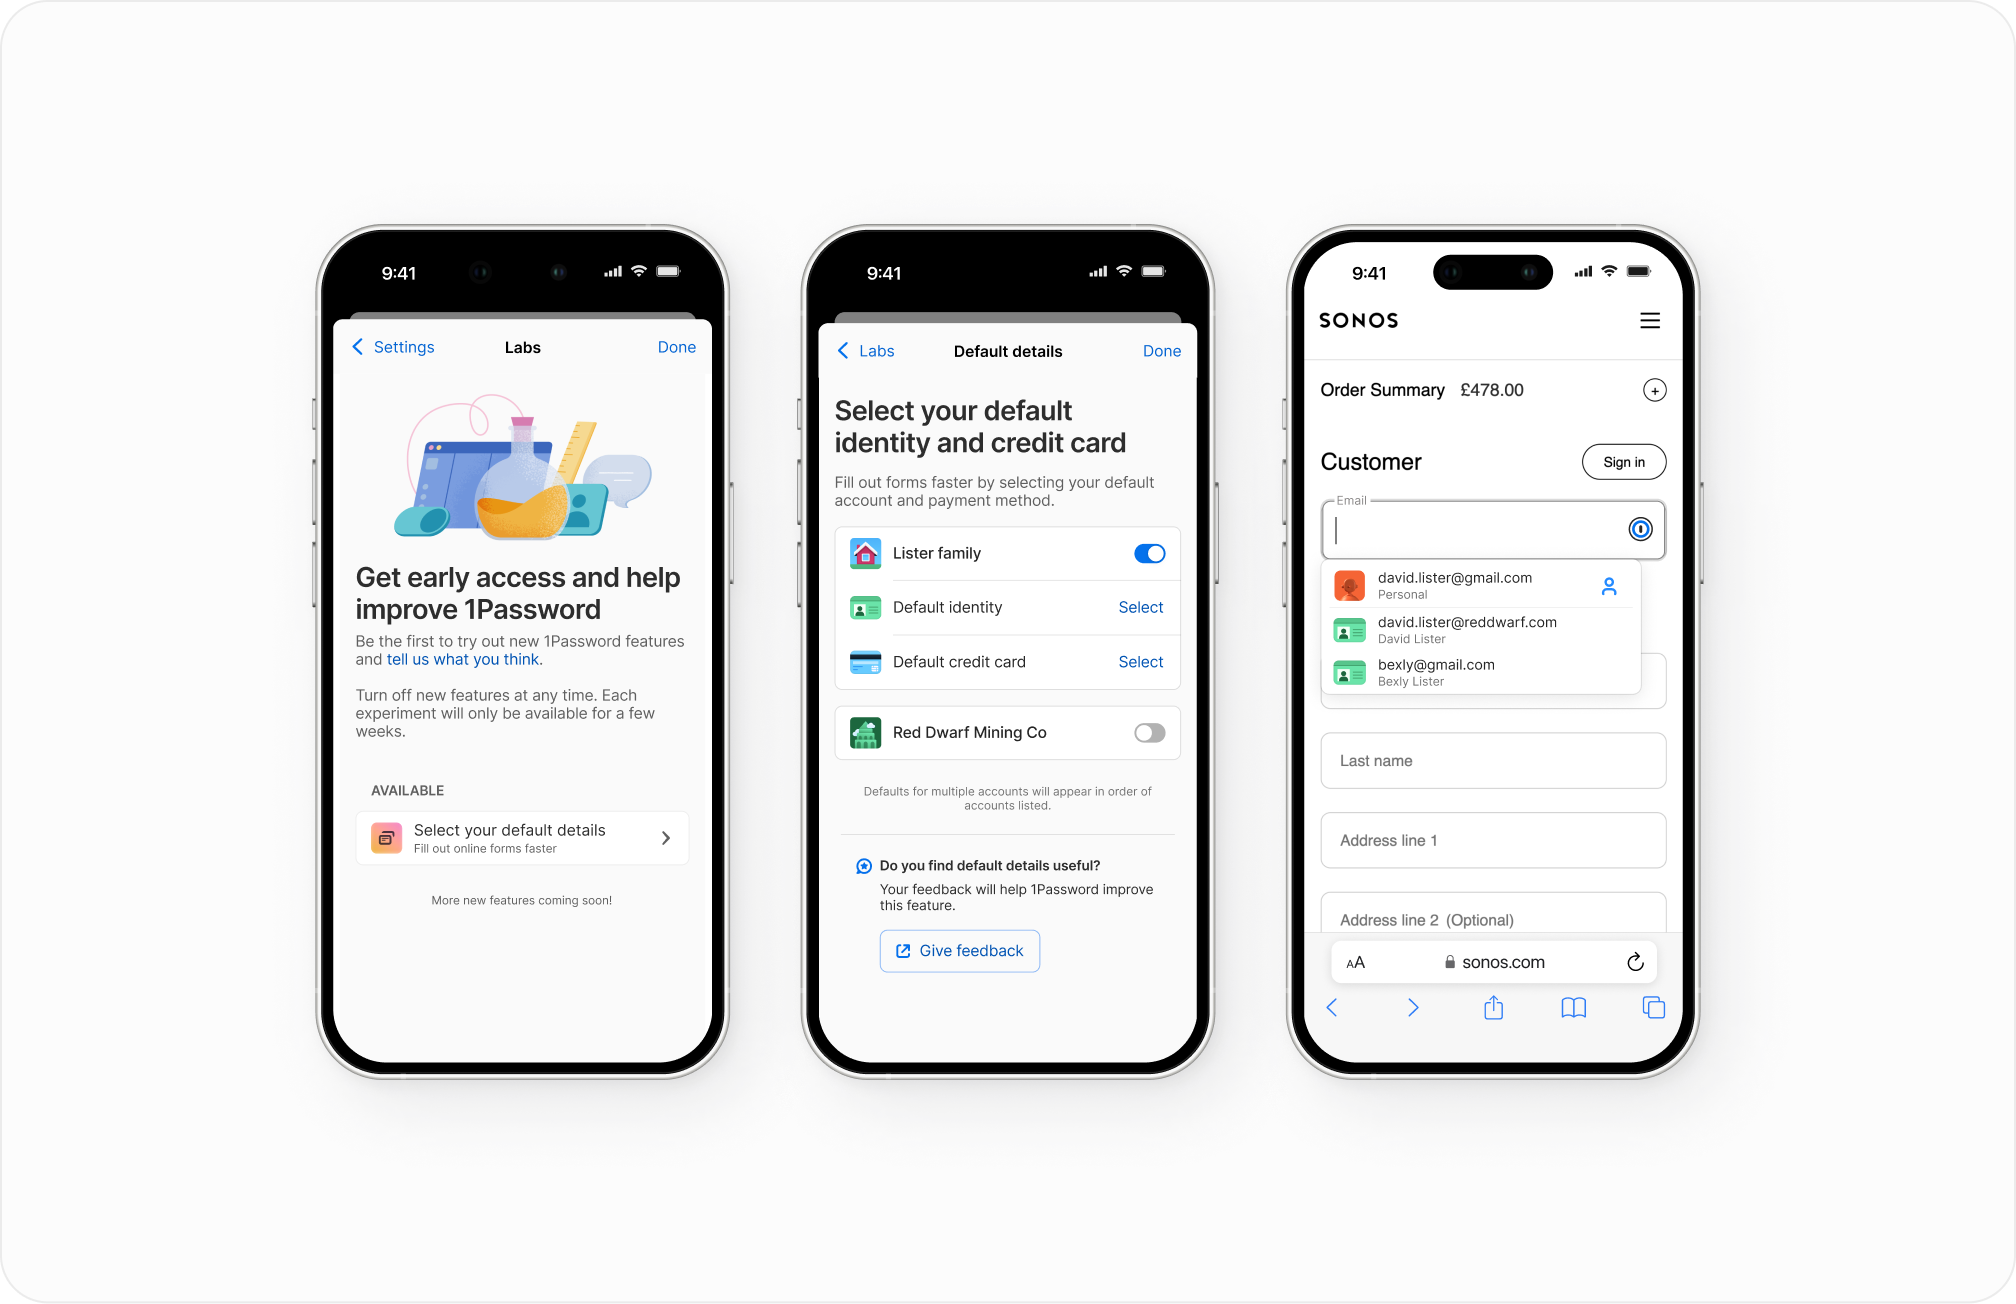 9:41
Settings
Labs
Done
Get early access and help
improve 1Password
Be the first to try out new 1Password features
and tell us what you think.
Turn off new features at any time. Each
experiment will only be available for a few
weeks.
AVAILABLE
Select your default details
Fill out online forms faster
More new features coming soon!
9:41
Labs
Default details
Done
Select your default
identity and credit card
Fill out forms faster by selecting your default
account and payment method.
Lister family
Default identity
Select
Default credit card
Select
Red Dwarf Mining Co
Defaults for multiple accounts will appear in order of
accounts listed.
Do you find default details useful?
Your feedback will help 1Password improve
this feature.
Give feedback
9:41
SONOS
Order Summary £478.00
Customer
Sign in
Email
david.lister@gmail.com
Personal
david.lister@reddwarf.com
David Lister
bexly@gmail.com
Bexly Lister
Last name
Address line 1
Address line 2 (Optional)
AA
sonos.com